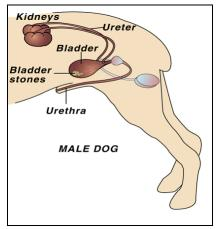 Kidneys
Ureter
Bladder
Bladder
stones
Urethra
MALE DOG